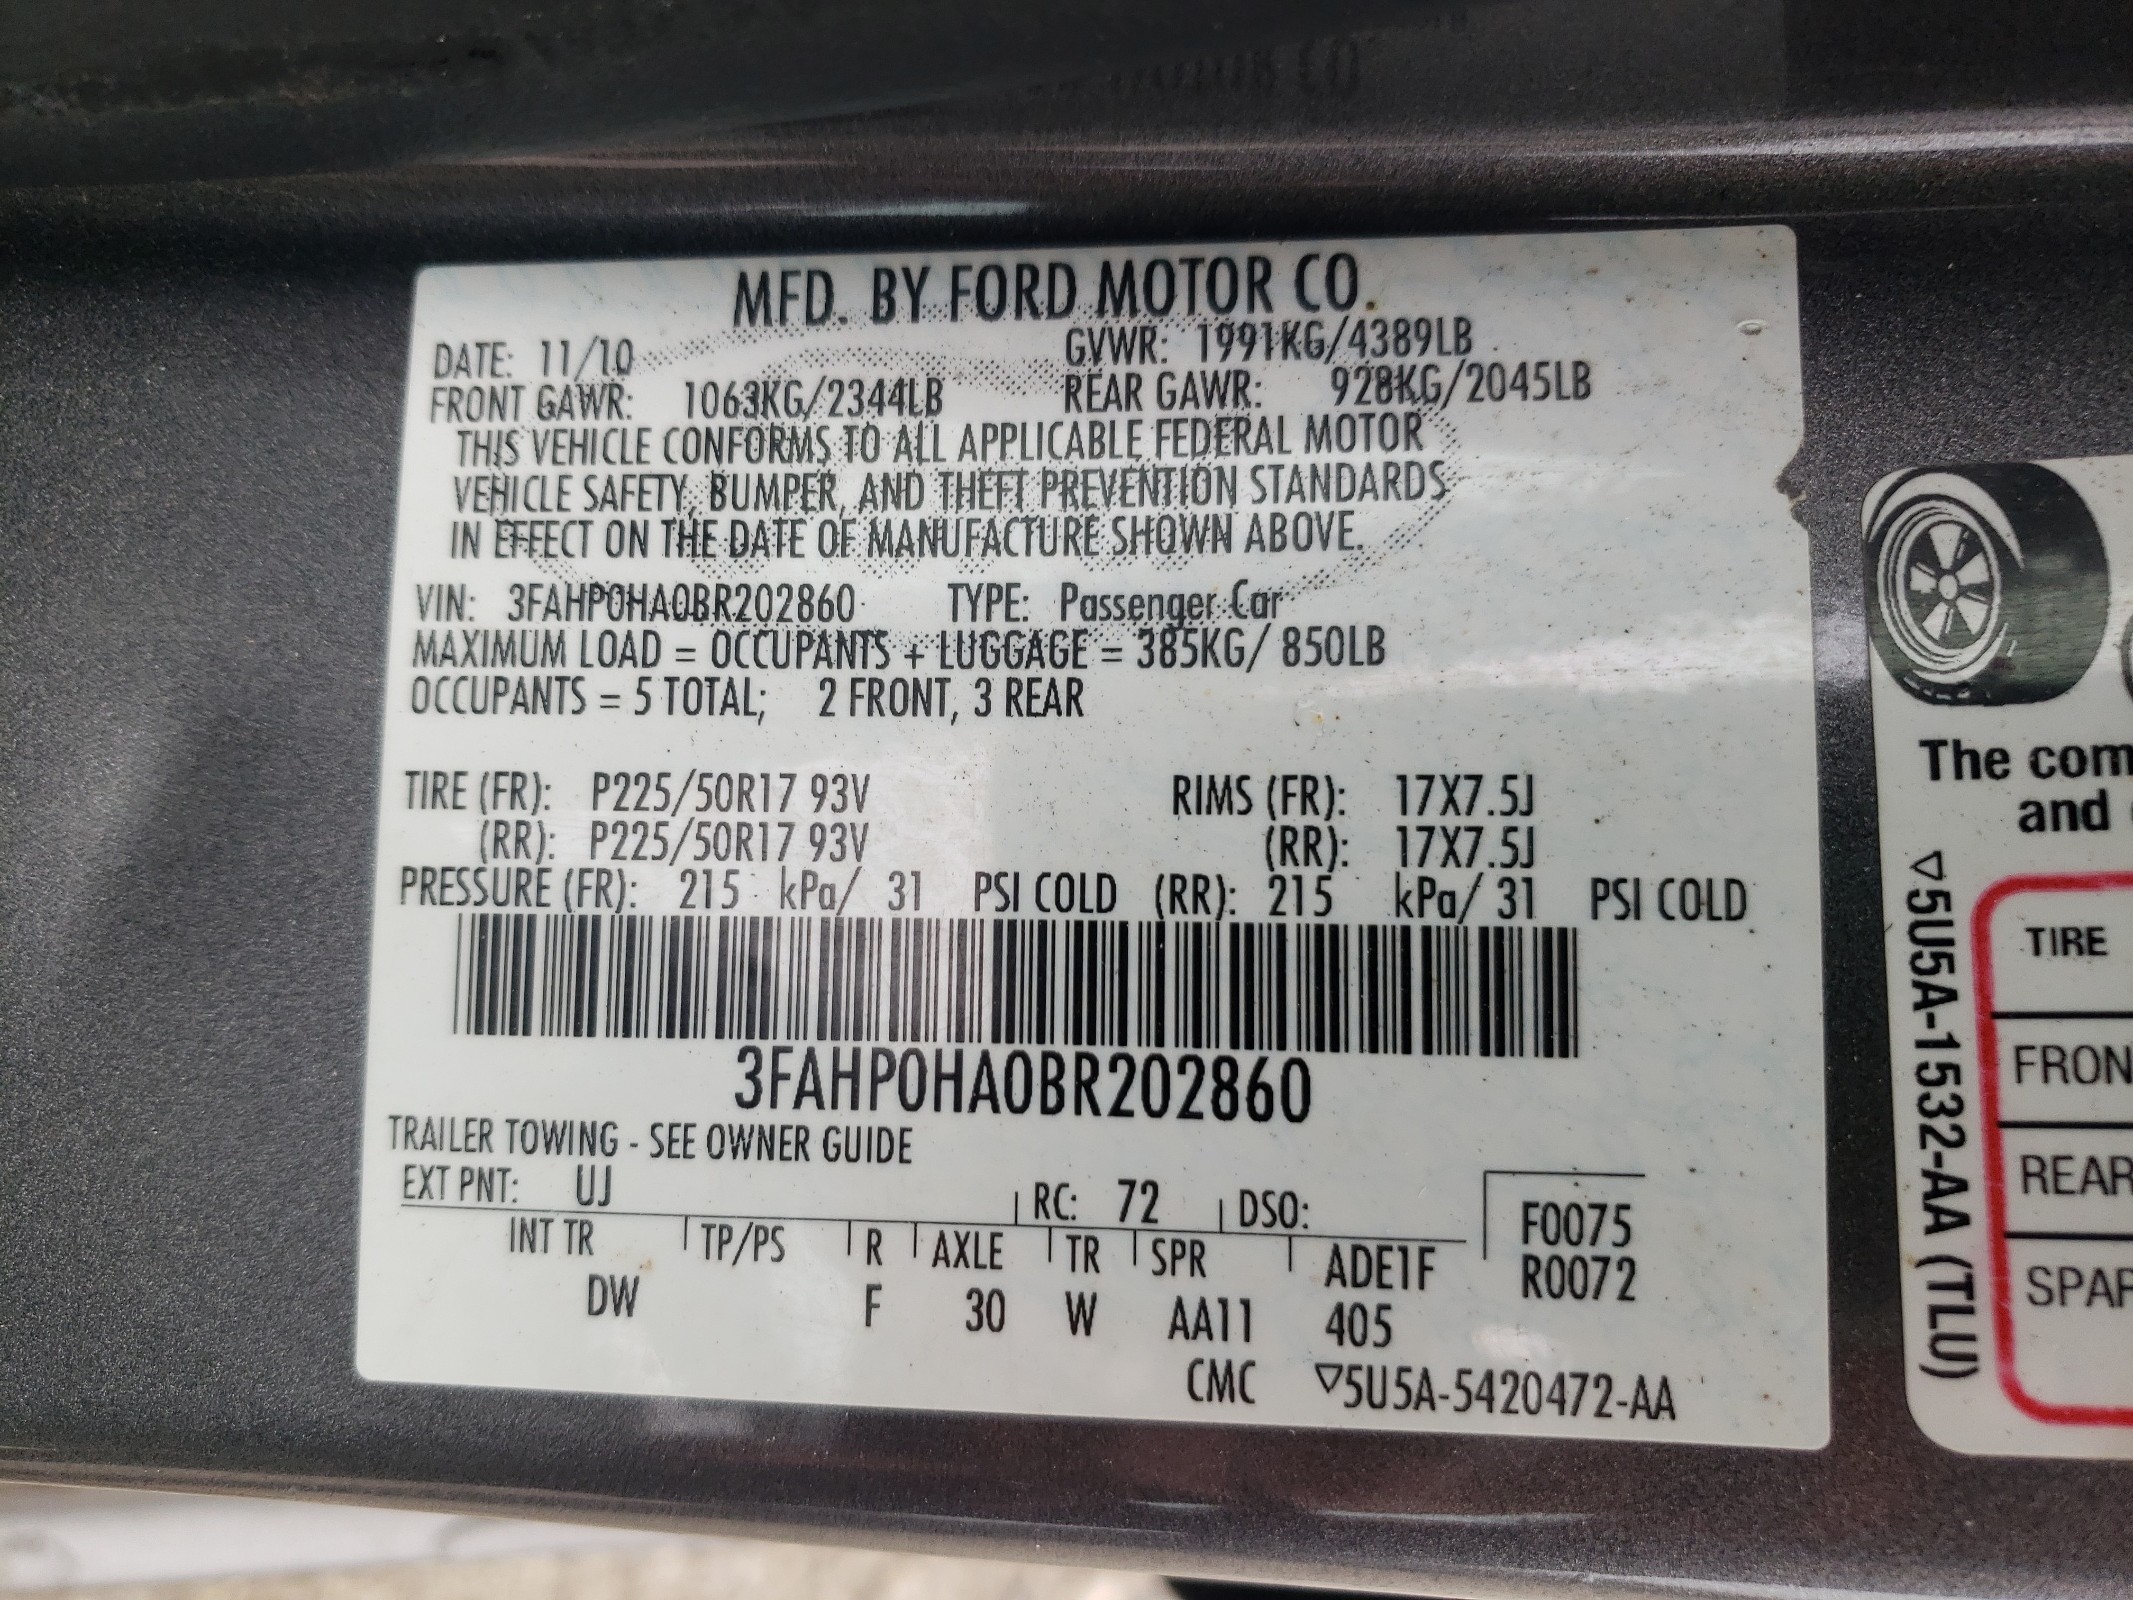 MFD. BY FORD MOTOR CO.
DATE: 11/10 GVWR: 1991KG/4389LB
FRONT GAWR: 1063KG/2344LB REAR GAWR: 928KG/2045LB
THIS VEHICLE CONFORMS TO ALL APPLICABLE FEDERAL MOTOR
VEHICLE SAFETY, BUMPER, AND THEFT PREVENTION STANDARDS
IN EFFECT ON THE DATE OF MANUFACTURE SHOWN ABOVE.
VIN: 3FAHP0HA0BR202860 TYPE: Passenger Car
MAXIMUM LOAD = OCCUPANTS + LUGGAGE = 385KG/ 850LB
OCCUPANTS = 5 TOTAL; 2 FRONT, 3 REAR
TIRE (FR): P225/50R17 93V RIMS (FR): 17X7.5J
(RR): P225/50R17 93V (RR): 17X7.5J
PRESSURE (FR): 215 kPa/ 31 PSI COLD (RR): 215 kPa/ 31 PSI COLD
3FAHP0HA0BR202860
TRAILER TOWING - SEE OWNER GUIDE
EXT PNT: UJ RC: 72 DSO: F0075
INT TR TP/PS R AXLE TR SPR ADE1F R0072
DW F 30 W AA11 405
CMC ▽5U5A-5420472-AA
The com
and
▽5U5A-1532-AA (TLU)
TIRE
FRON
REAR
SPAR